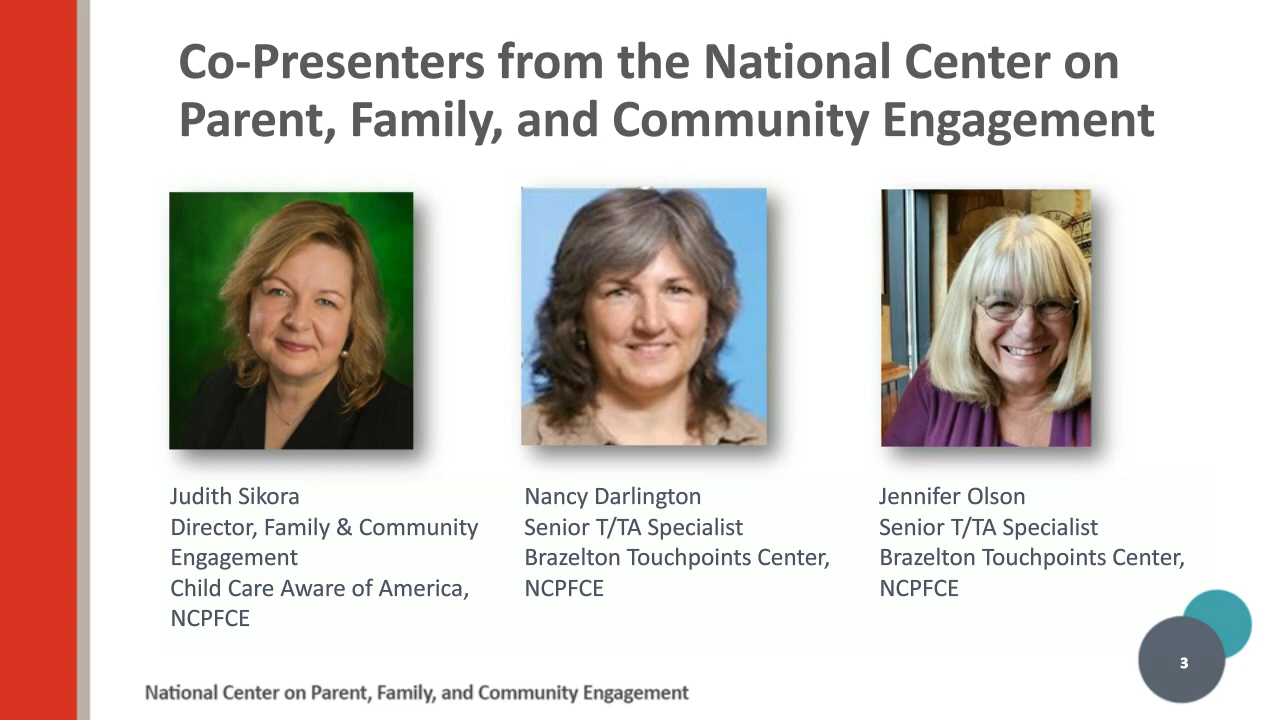 Co-Presenters from the National Center on
Parent, Family, and Community Engagement
Judith Sikora
Director, Family & Community
Engagement
Child Care Aware of America,
NCPFCE
Nancy Darlington
Senior T/TA Specialist
Brazelton Touchpoints Center,
NCPFCE
Jennifer Olson
Senior T/TA Specialist
Brazelton Touchpoints Center,
NCPFCE
3
National Center on Parent, Family, and Community Engagement